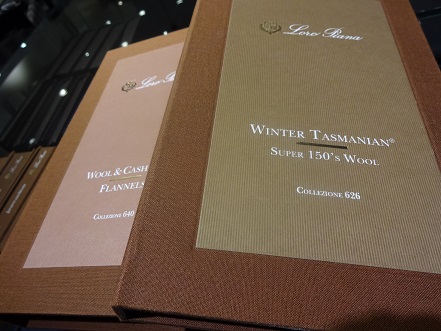 Loro Piana
WINTER TASMANIAN®
SUPER 150'S WOOL
COLLEZIONE 626
Loro Piana
WOOL & CASH
FLANNELS
COLLEZIONE 640